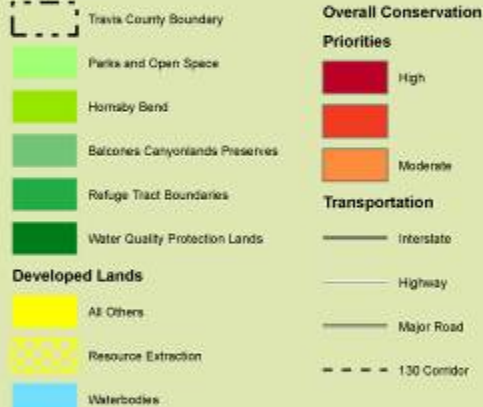 Travis County Boundary
Parks and Open Space
Hornsby Bend
Balcones Canyonlands Preserves
Refuge Tract Boundaries
Water Quality Protection Lands
Developed Lands
All Others
Resource Extraction
Waterbodies
Overall Conservation
Priorities
High
Moderate
Transportation
Interstate
Highway
Major Road
130 Corridor